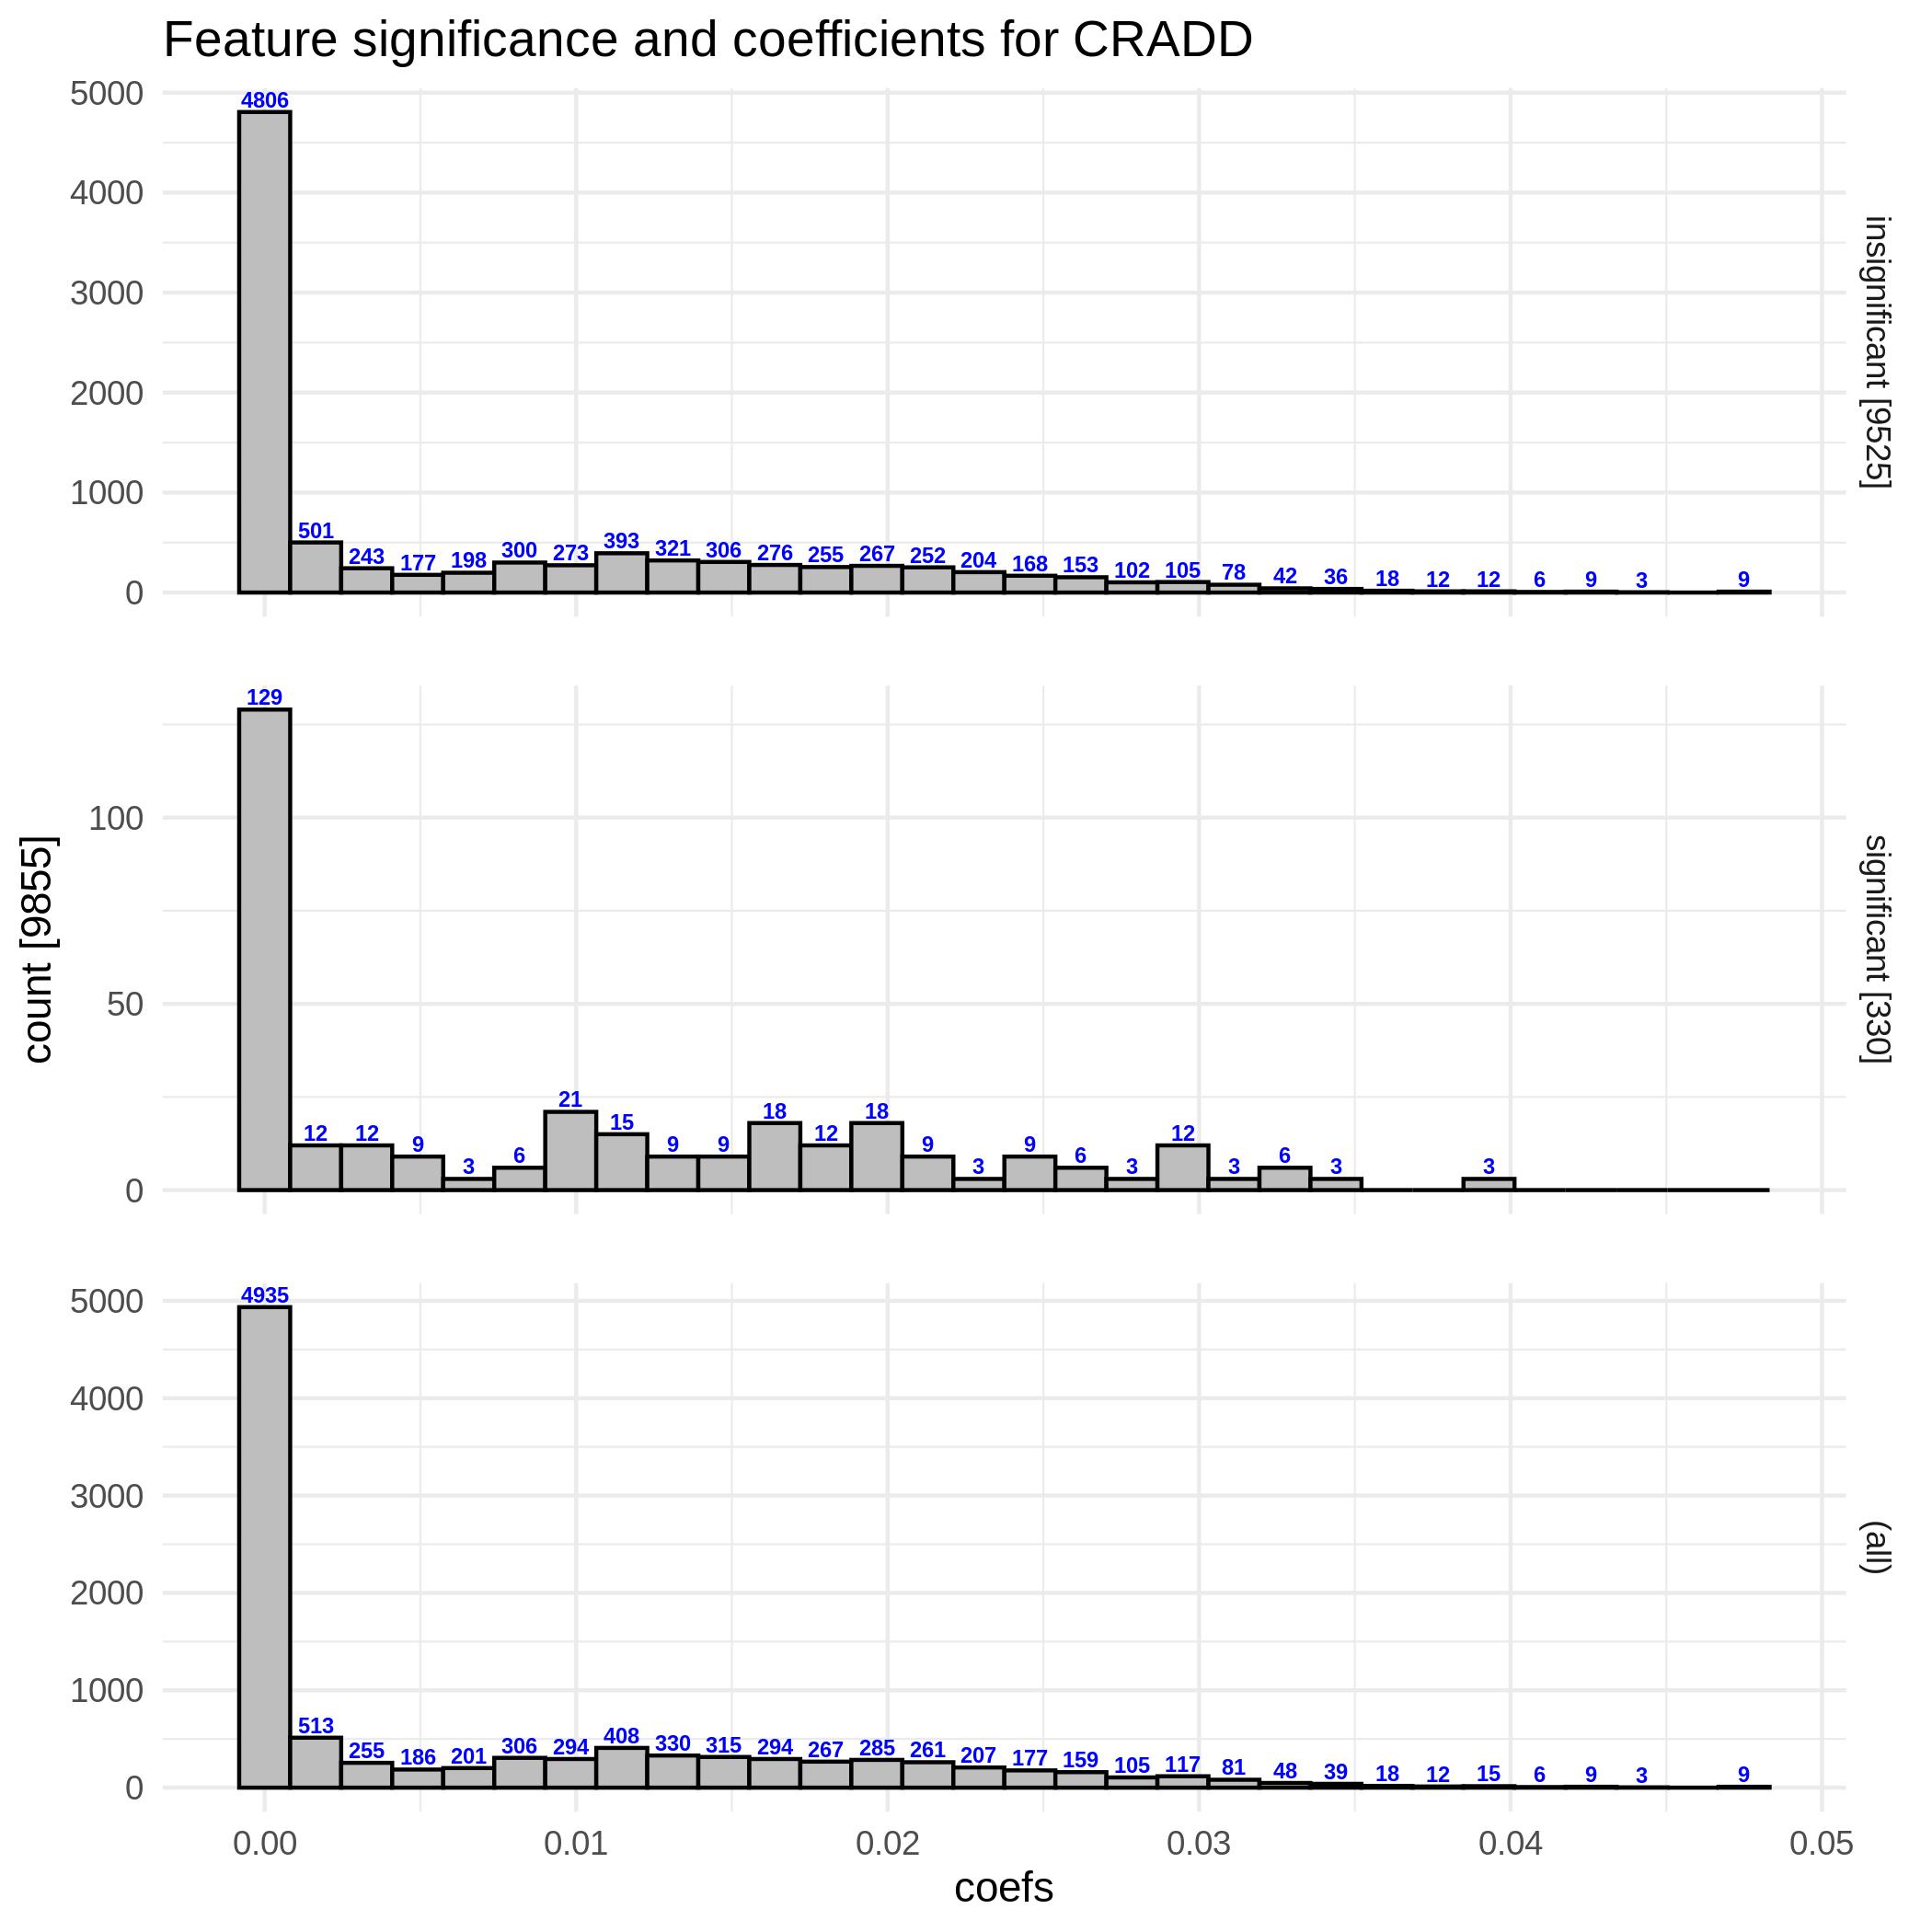 Feature significance and coefficients for CRADD
5000
4000
3000
2000
1000
0
4806
501 243 177 198 300 273 393 321 306 276 255 267 252 204 168 153 102 105 78 42 36 18 12 12 6 9 3 9
insignificant [9525]
count [9855]
100
50
0
129
12 12 9 3 6 21 15 9 9 18 12 18 9 3 9 6 3 12 3 6 3 3
significant [330]
5000
4000
3000
2000
1000
0
4935
513 255 186 201 306 294 408 330 315 294 267 285 261 207 177 159 105 117 81 48 39 18 12 15 6 9 3 9
(all)
0.00 0.01 0.02 0.03 0.04 0.05
coefs